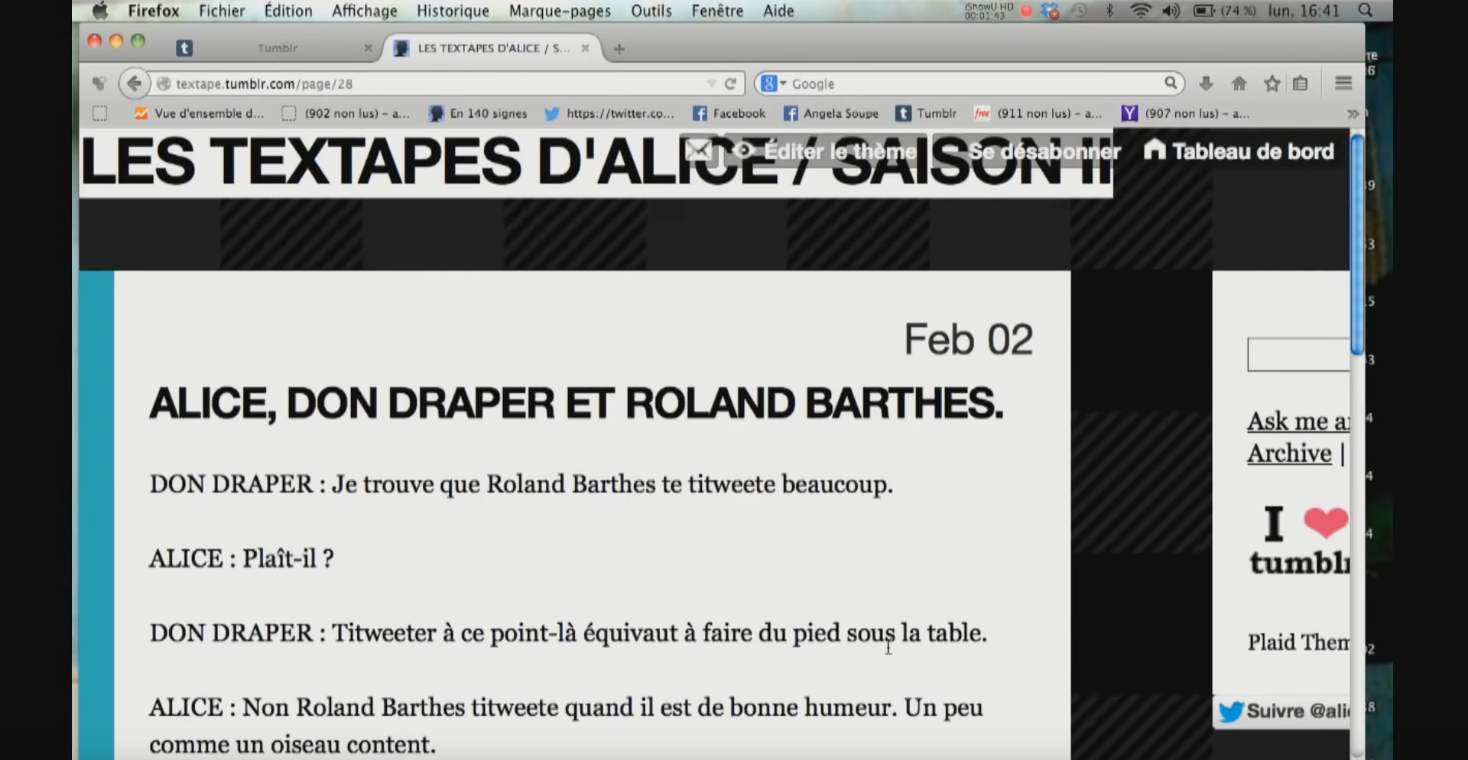 Firefox Fichier Édition Affichage Historique Marque-pages Outils Fenêtre Aide iShowU HD 00:01:43 (74 %) lun. 16:41
Tumblr LES TEXTAPES D'ALICE / S...
textape.tumblr.com/page/28 Google
Vue d'ensemble d... (902 non lus) – a... En 140 signes https://twitter.co... Facebook Angela Soupe Tumblr free (911 non lus) – a... (907 non lus) – a...
LES TEXTAPES D'ALICE / SAISON II
Éditer le thème Se désabonner Tableau de bord
Feb 02
ALICE, DON DRAPER ET ROLAND BARTHES.
DON DRAPER : Je trouve que Roland Barthes te titweete beaucoup.
ALICE : Plaît-il ?
DON DRAPER : Titweeter à ce point-là équivaut à faire du pied sous la table.
ALICE : Non Roland Barthes titweete quand il est de bonne humeur. Un peu
comme un oiseau content.
Ask me a
Archive |
I ❤
tumblr
Plaid Them
Suivre @ali